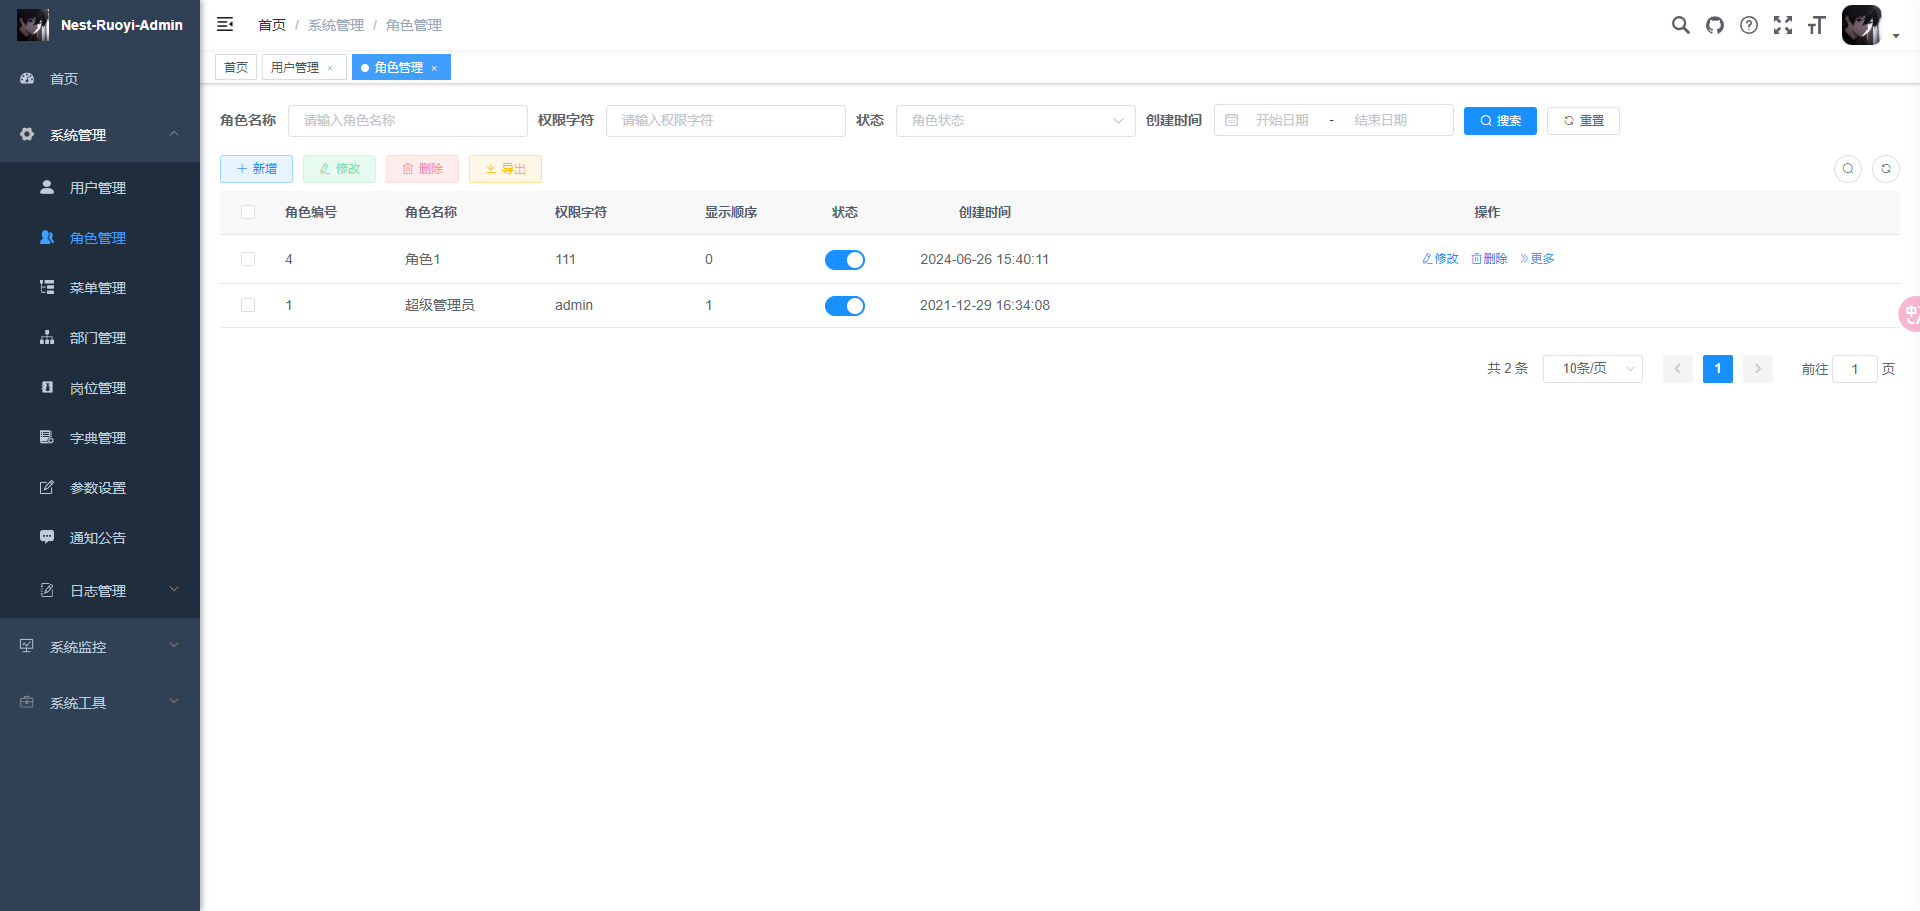 Nest-Ruoyi-Admin
首页
系统管理
用户管理
角色管理
菜单管理
部门管理
岗位管理
字典管理
参数设置
通知公告
日志管理
系统监控
系统工具
首页 / 系统管理 / 角色管理
首页 用户管理 × 角色管理 ×
角色名称 请输入角色名称 权限字符 请输入权限字符 状态 角色状态 创建时间 开始日期 - 结束日期 搜索 重置
新增 修改 删除 导出
角色编号 角色名称 权限字符 显示顺序 状态 创建时间 操作
4 角色1 111 0 2024-06-26 15:40:11 修改 删除 更多
1 超级管理员 admin 1 2021-12-29 16:34:08
共 2 条 10条/页 1 前往 1 页
中